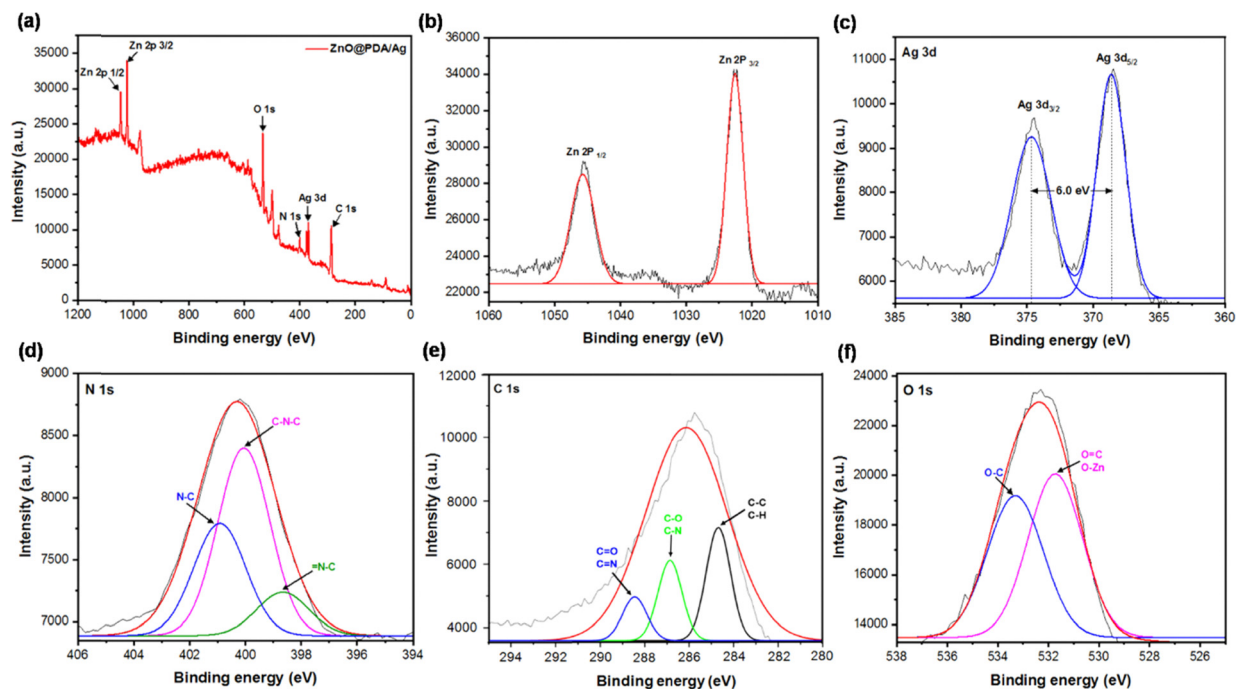 (a)
Zn 2p 3/2
Zn 2p 1/2
ZnO@PDA/Ag
O 1s
Ag 3d
N 1s
C 1s
35000
30000
25000
20000
15000
10000
5000
0
1200 1000 800 600 400 200 0
Intensity (a.u.)
Binding energy (eV)
(b)
Zn 2P 3/2
Zn 2P 1/2
36000
34000
32000
30000
28000
26000
24000
22000
1060 1050 1040 1030 1020 1010
Intensity (a.u.)
Binding energy (eV)
(c)
Ag 3d
Ag 3d5/2
Ag 3d3/2
6.0 eV
11000
10000
9000
8000
7000
6000
385 380 375 370 365 360
Intensity (a.u.)
Binding energy (eV)
(d)
N 1s
C-N-C
N-C
=N-C
9000
8500
8000
7500
7000
406 404 402 400 398 396 394
Intensity (a.u.)
Binding energy (eV)
(e)
C 1s
C-C
C-H
C-O
C-N
C=O
C=N
12000
10000
8000
6000
4000
295 294 292 290 288 286 284 282 280
Intensity (a.u.)
Binding energy (eV)
(f)
O 1s
O=C
O-Zn
O-C
24000
22000
19000
18000
16000
14000
538 537 535 533 532 530 528 526 525
Intensity (a.u.)
Binding energy (eV)